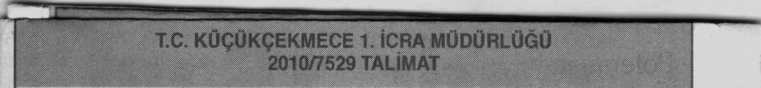 T.C. KÜÇÜKÇEKMECE 1. İCRA MÜDÜRLÜĞÜ
2010/7529 TALİMAT